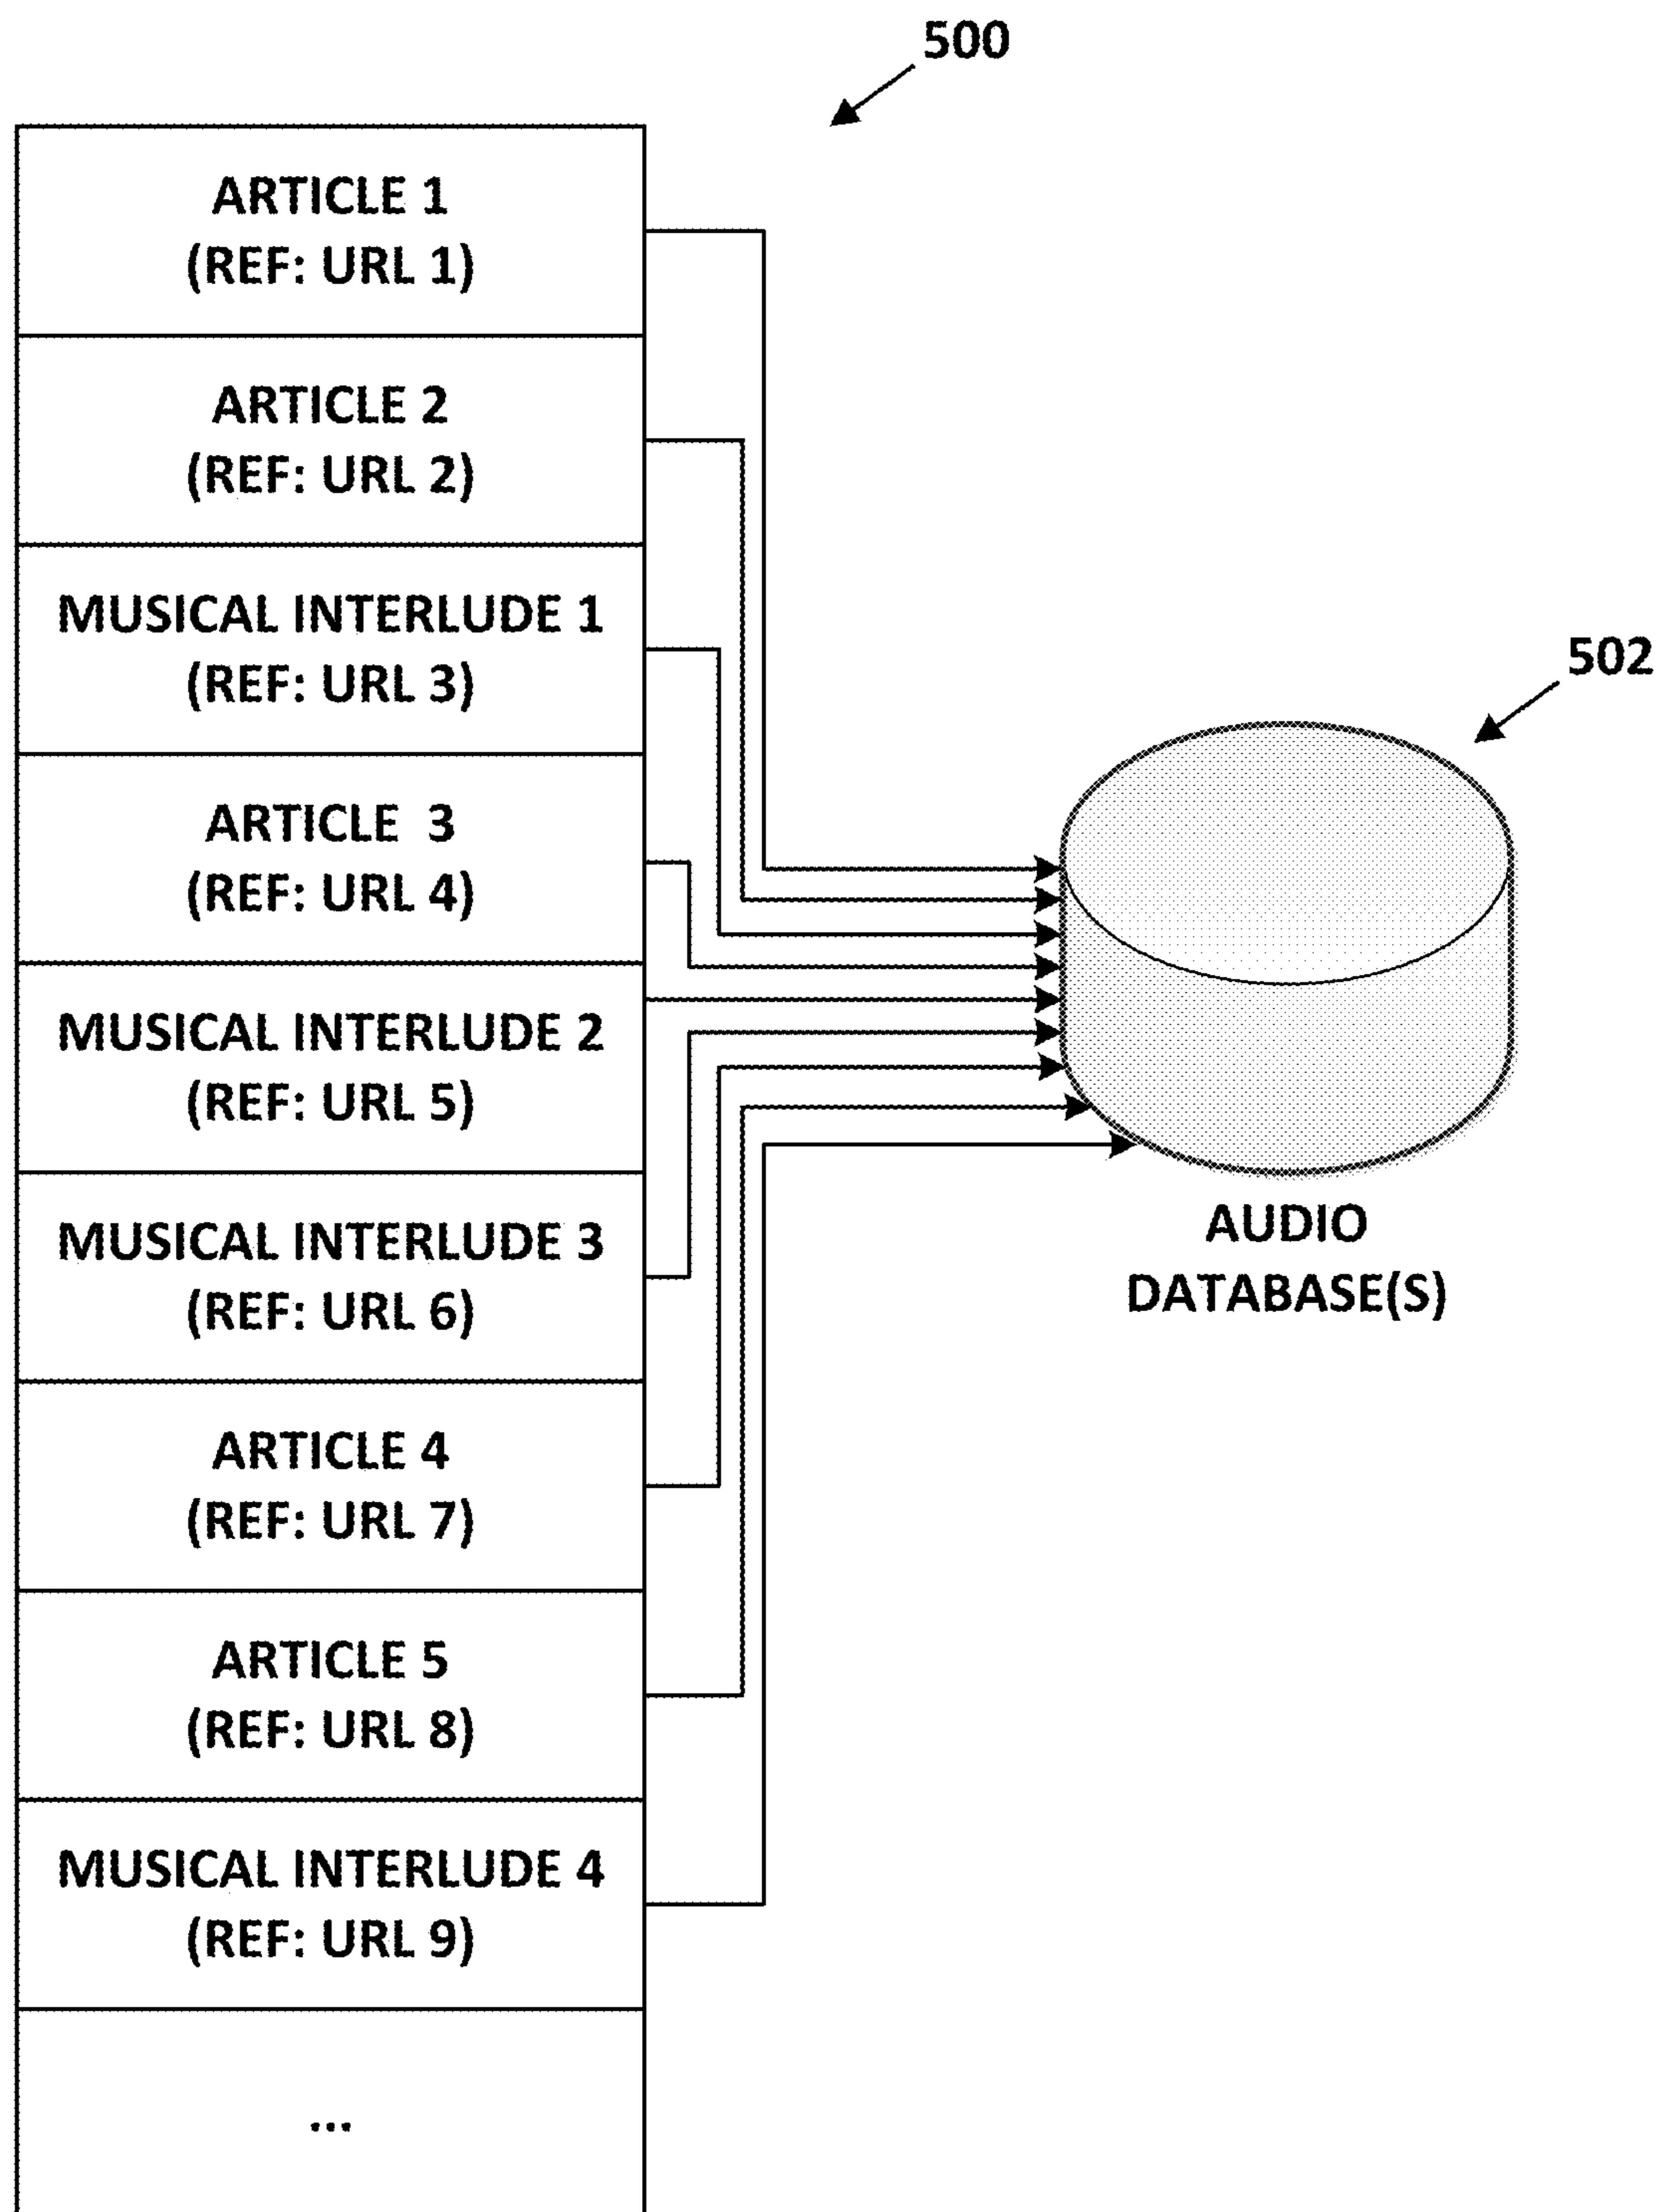 500
ARTICLE 1
(REF: URL 1)
ARTICLE 2
(REF: URL 2)
MUSICAL INTERLUDE 1
(REF: URL 3)
502
ARTICLE 3
(REF: URL 4)
MUSICAL INTERLUDE 2
(REF: URL 5)
MUSICAL INTERLUDE 3
(REF: URL 6)
AUDIO
DATABASE(S)
ARTICLE 4
(REF: URL 7)
ARTICLE 5
(REF: URL 8)
MUSICAL INTERLUDE 4
(REF: URL 9)
...